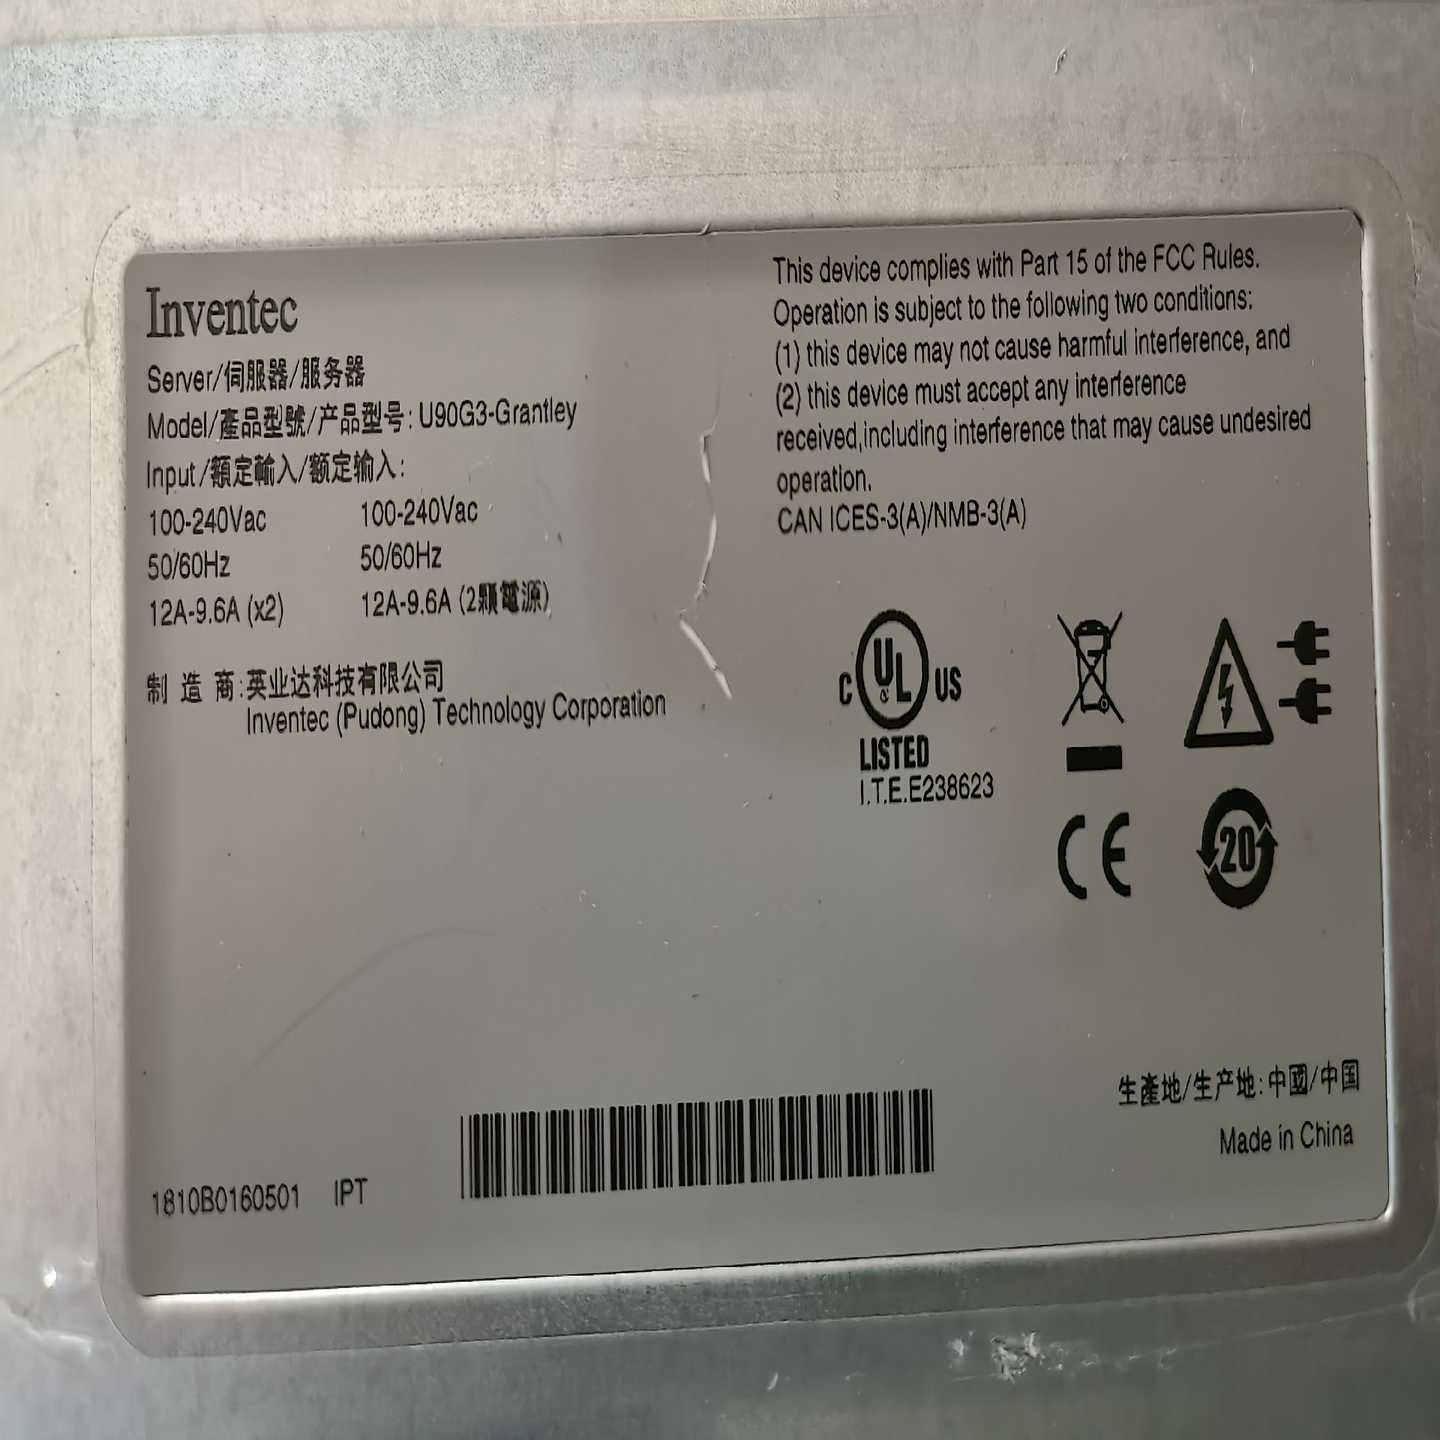 Inventec
Server/伺服器/服务器
Model/產品型號/产品型号: U90G3-Grantley
Input/額定輸入/额定输入:
100-240Vac 100-240Vac
50/60Hz 50/60Hz
12A-9.6A (x2) 12A-9.6A (2顆電源)
制 造 商:英业达科技有限公司
Inventec (Pudong) Technology Corporation
This device complies with Part 15 of the FCC Rules.
Operation is subject to the following two conditions:
(1) this device may not cause harmful interference, and
(2) this device must accept any interference
received,including interference that may cause undesired
operation.
CAN ICES-3(A)/NMB-3(A)
C UL US
LISTED
I.T.E.E238623
CE
20
生產地/生产地:中國/中国
Made in China
1810B0160501 IPT